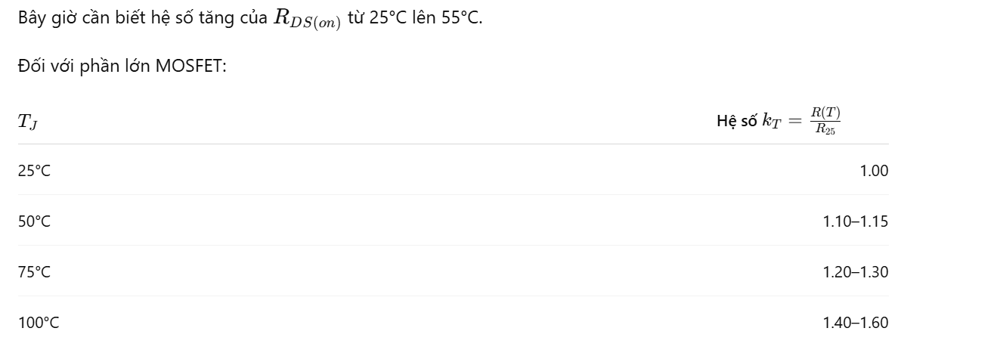 Bây giờ cần biết hệ số tăng của R_{DS(on)} từ 25°C lên 55°C.
Đối với phần lớn MOSFET:
T_J Hệ số k_T = \frac{R(T)}{R_{25}}
25°C 1.00
50°C 1.10–1.15
75°C 1.20–1.30
100°C 1.40–1.60